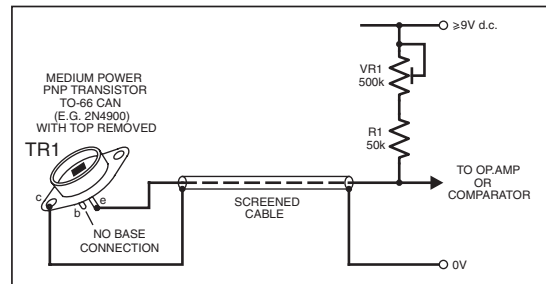 ≥9V d.c.
MEDIUM POWER
PNP TRANSISTOR
TO-66 CAN
(E.G. 2N4900)
WITH TOP REMOVED
TR1
c
b
e
NO BASE
CONNECTION
SCREENED
CABLE
VR1
500k
R1
50k
TO OP.AMP
OR
COMPARATOR
0V